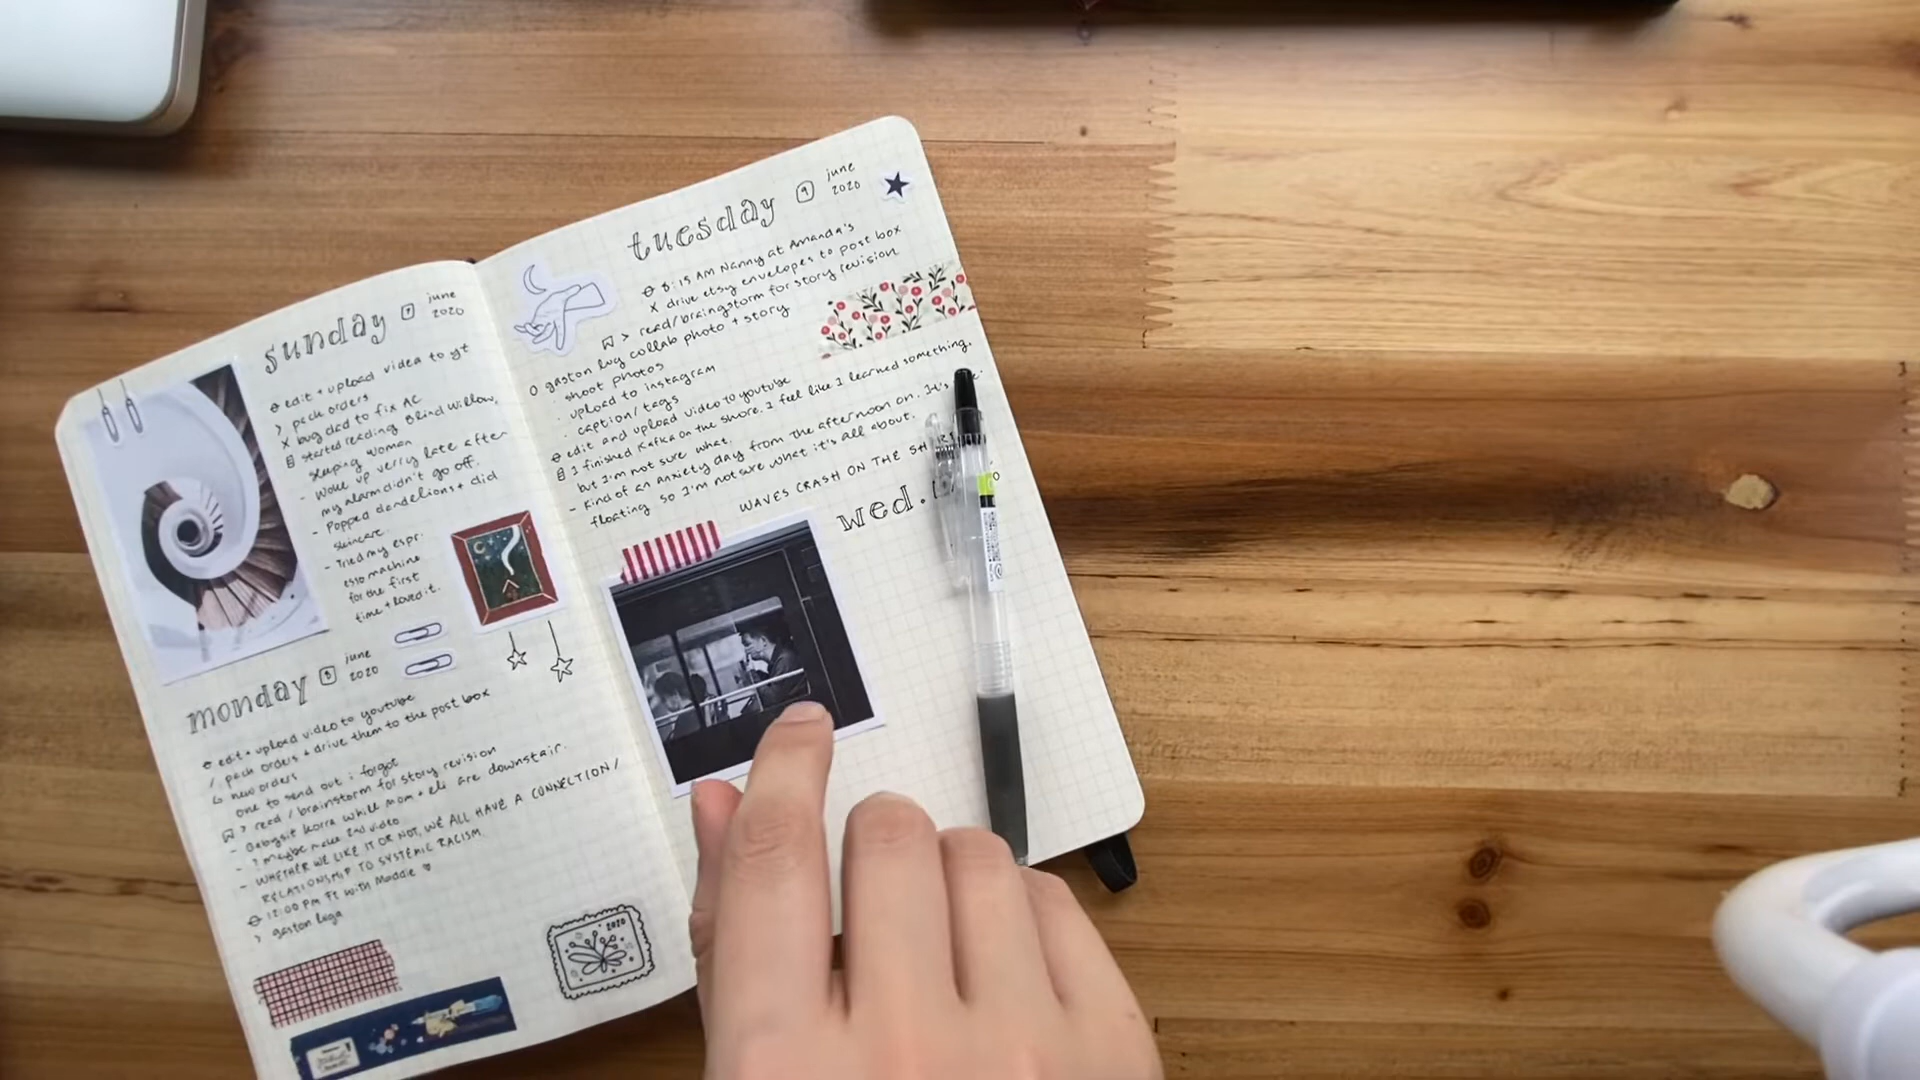 sunday 7 june
2020
⊖ edit + upload video to yt
> pack orders
x bug dad to fix AC
started reading Blind Willow,
sleeping woman
- Woke up verry late after
my alarm didn't go off.
- Popped dandelions + did
skincare.
- Tried my espr-
esso machine
for the first
time + loved it.
monday 8 june
2020
⊖ edit + upload video to youtube
/ pack orders + drive them to the post box
↳ new orders
one to send out i forgot
> read / brainstorm for story revision
- Babysit Korra while mom + eli are downstair.
- ? maybe make 2nd video
- WHETHER WE LIKE IT OR NOT, WE ALL HAVE A CONNECTION /
RELATIONSHIP TO SYSTEMIC RACISM.
⊖ 12:00 PM FT with Maddie ♡
> gaston luga
2020
tuesday 9 june
2020
⊖ 8:15 AM Nanny at Amanda's
x drive etsy envelopes to post box
> read/braingstorm for story revision
O gaston lug collab photo + story
· shoot photos
· upload to instagram
· caption/tags
⊖ edit and upload video to youtube
I finished Kafka on the shore. I feel like I learned something,
but I'm not sure what.
- Kind of an anxiety day from the afternoon on. It's
floating so I'm not sure what it's all about.
WAVES CRASH ON THE SH
wed.